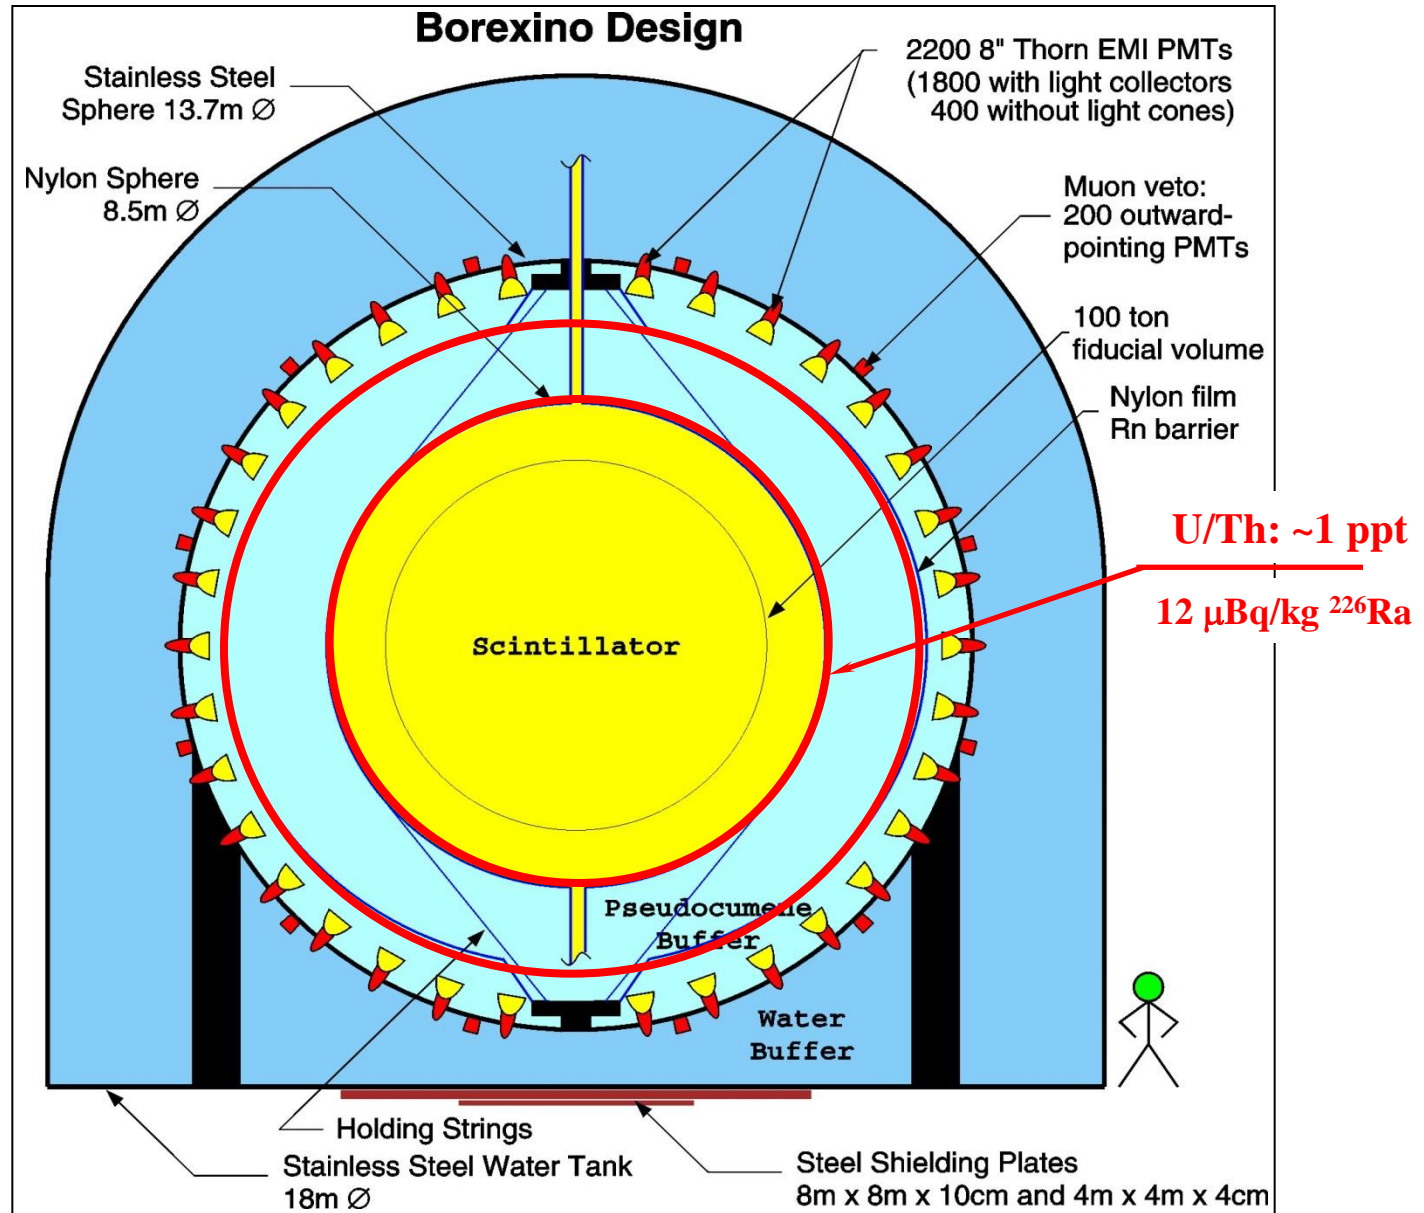 Borexino Design
Stainless Steel
Sphere 13.7m Ø
Nylon Sphere
8.5m Ø
2200 8" Thorn EMI PMTs
(1800 with light collectors
400 without light cones)
Muon veto:
200 outward-
pointing PMTs
100 ton
fiducial volume
Nylon film
Rn barrier
U/Th: ~1 ppt
12 μBq/kg ²²⁶Ra
Scintillator
Pseudocumene
Buffer
Water
Buffer
Holding Strings
Stainless Steel Water Tank
18m Ø
Steel Shielding Plates
8m x 8m x 10cm and 4m x 4m x 4cm